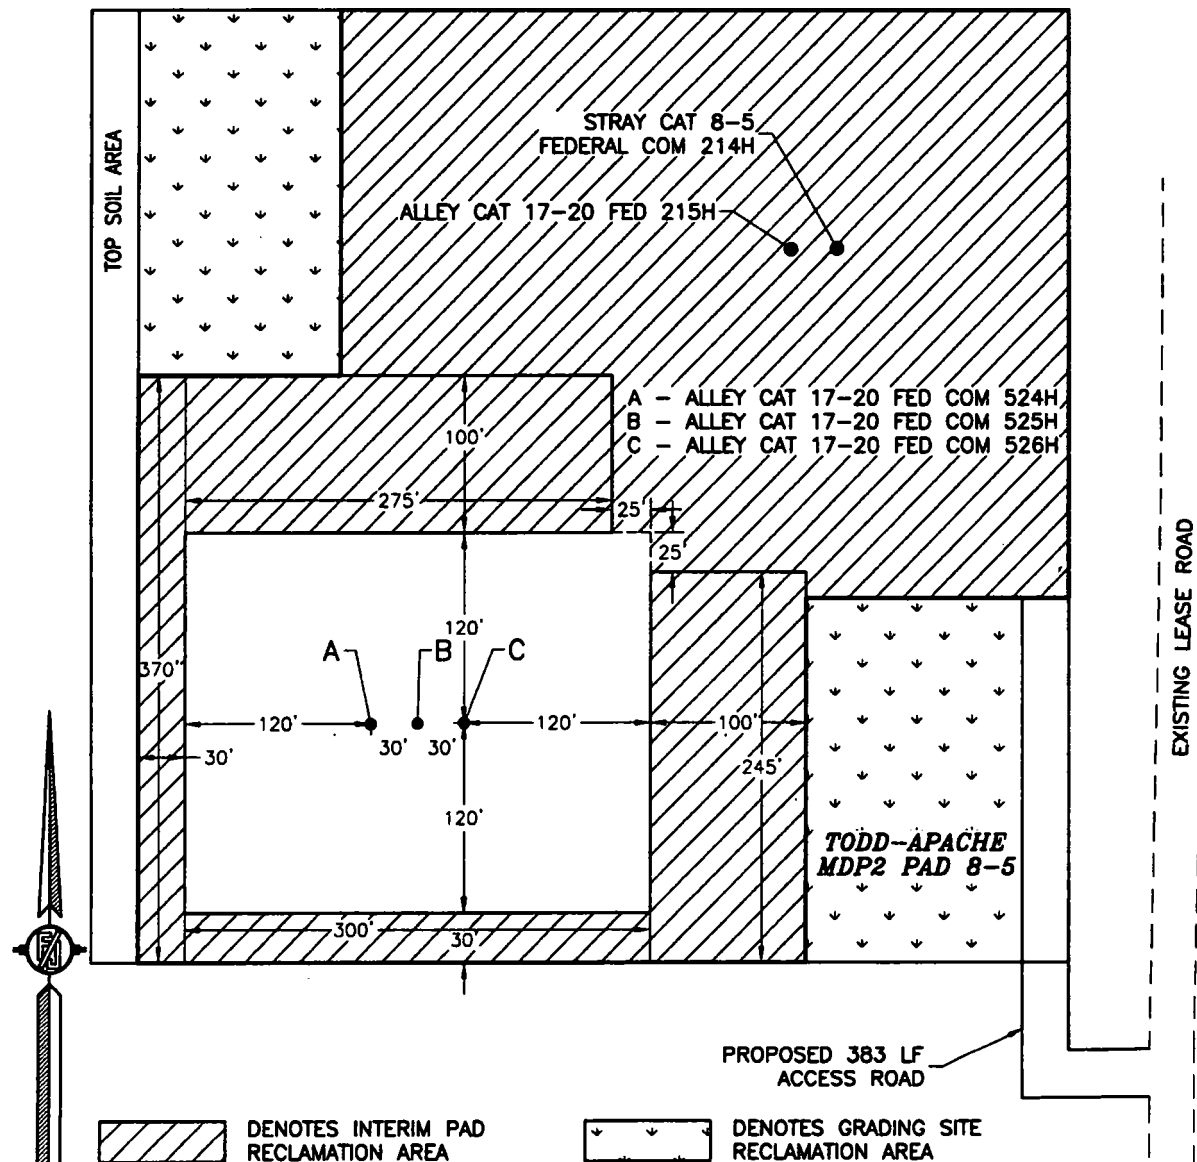 STRAY CAT 8-5
FEDERAL COM 214H
ALLEY CAT 17-20 FED 215H
TOP SOIL AREA
A - ALLEY CAT 17-20 FED COM 524H
B - ALLEY CAT 17-20 FED COM 525H
C - ALLEY CAT 17-20 FED COM 526H
100'
275'
25'
25'
EXISTING LEASE ROAD
120'
A
B
C
370'
120'
30'
30'
120'
100'
30'
245'
120'
TODD-APACHE
MDP2 PAD 8-5
300'
30'
PROPOSED 383 LF
ACCESS ROAD
DENOTES INTERIM PAD
RECLAMATION AREA
DENOTES GRADING SITE
RECLAMATION AREA